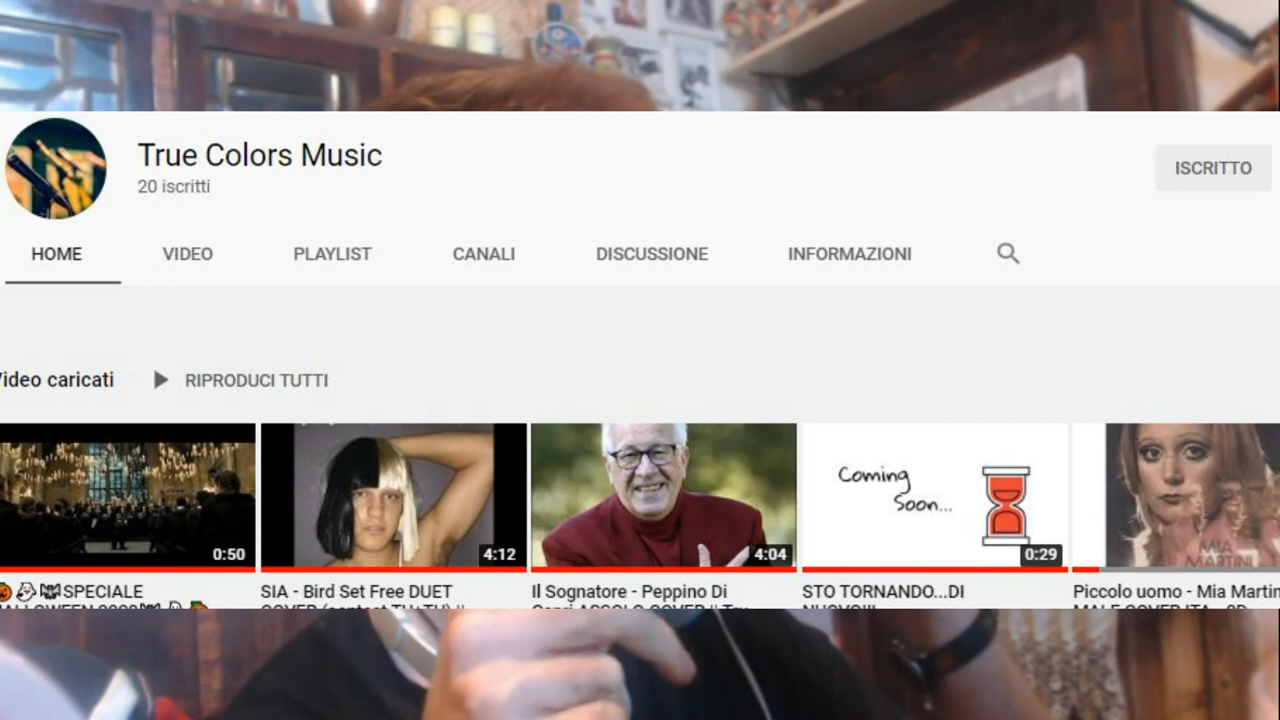 True Colors Music
20 iscritti
ISCRITTO
HOME VIDEO PLAYLIST CANALI DISCUSSIONE INFORMAZIONI
Video caricati RIPRODUCI TUTTI
Coming
Soon...
MIA
MARTINI
0:50 4:12 4:04 0:29
SPECIALE SIA - Bird Set Free DUET Il Sognatore - Peppino Di STO TORNANDO...DI Piccolo uomo - Mia Martin